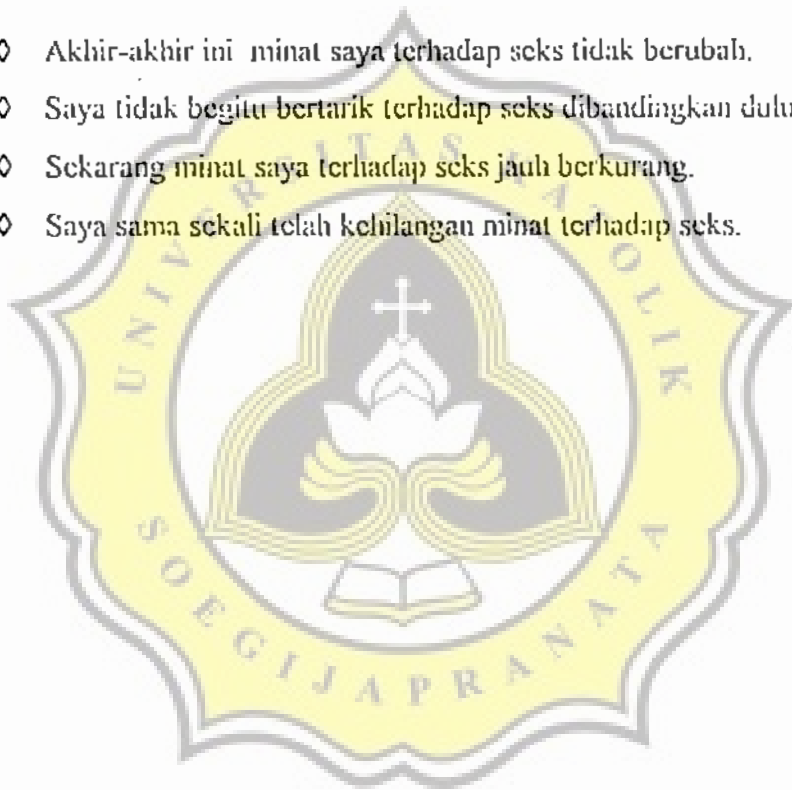 ◊ Akhir-akhir ini minat saya terhadap seks tidak berubah.
◊ Saya tidak begitu bertarik terhadap seks dibandingkan dulu
◊ Sekarang minat saya terhadap seks jauh berkurang.
◊ Saya sama sekali telah kehilangan minat terhadap seks.
UNIVERSITAS KATOLIK
SOEGIJAPRANATA